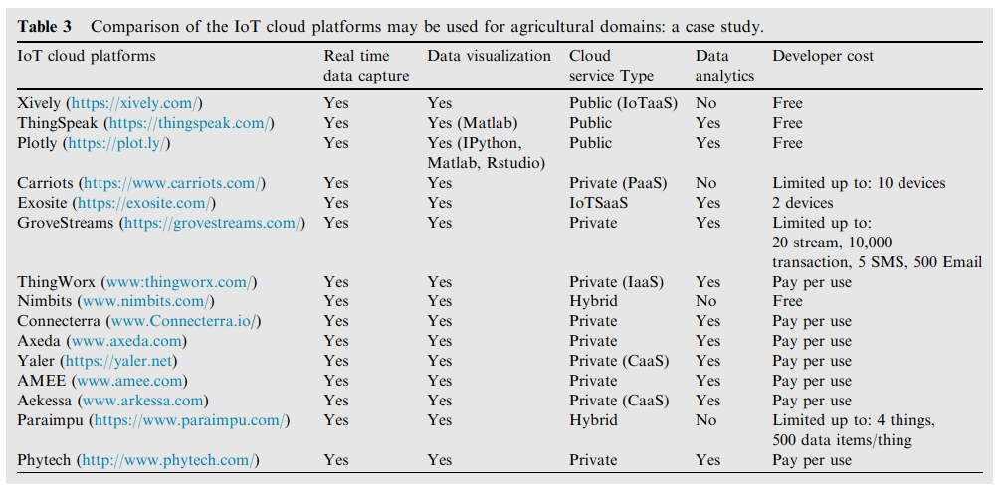 Table 3 Comparison of the IoT cloud platforms may be used for agricultural domains: a case study.
IoT cloud platforms Real time Data visualization Cloud Data Developer cost
data capture service Type analytics
Xively (https://xively.com/) Yes Yes Public (IoTaaS) No Free
ThingSpeak (https://thingspeak.com/) Yes Yes (Matlab) Public Yes Free
Plotly (https://plot.ly/) Yes Yes (IPython, Public Yes Free
Matlab, Rstudio)
Carriots (https://www.carriots.com/) Yes Yes Private (PaaS) No Limited up to: 10 devices
Exosite (https://exosite.com/) Yes Yes IoTSaaS Yes 2 devices
GroveStreams (https://grovestreams.com/) Yes Yes Private Yes Limited up to:
20 stream, 10,000
transaction, 5 SMS, 500 Email
ThingWorx (www:thingworx.com/) Yes Yes Private (IaaS) Yes Pay per use
Nimbits (www.nimbits.com/) Yes Yes Hybrid No Free
Connecterra (www.Connecterra.io/) Yes Yes Private Yes Pay per use
Axeda (www.axeda.com) Yes Yes Private Yes Pay per use
Yaler (https://yaler.net) Yes Yes Private (CaaS) Yes Pay per use
AMEE (www.amee.com) Yes Yes Private Yes Pay per use
Aekessa (www.arkessa.com) Yes Yes Private (CaaS) Yes Pay per use
Paraimpu (https://www.paraimpu.com/) Yes Yes Hybrid No Limited up to: 4 things,
500 data items/thing
Phytech (http://www.phytech.com/) Yes Yes Private Yes Pay per use